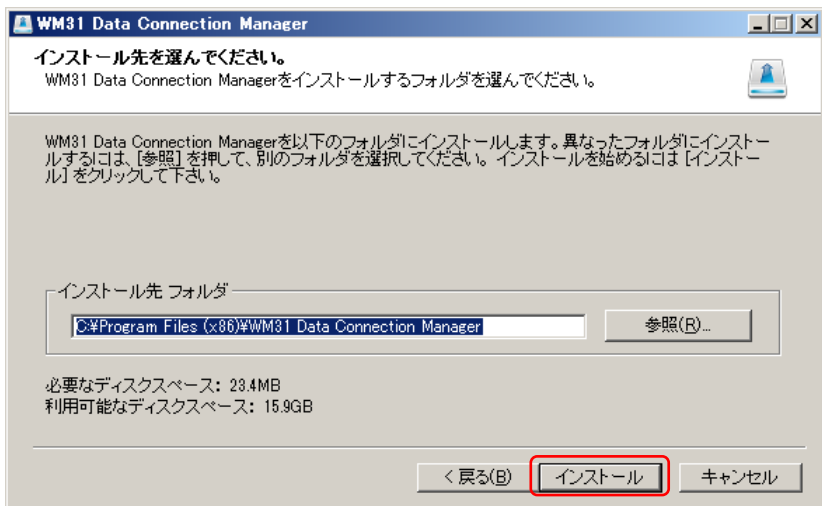 WM31 Data Connection Manager
インストール先を選んでください。
WM31 Data Connection Managerをインストールするフォルダを選んでください。
WM31 Data Connection Managerを以下のフォルダにインストールします。異なったフォルダにインストー
ルするには、[参照] を押して、別のフォルダを選択してください。インストールを始めるには [インストー
ル] をクリックして下さい。
インストール先 フォルダ
C:¥Program Files (x86)¥WM31 Data Connection Manager
参照(R)...
必要なディスクスペース: 23.4MB
利用可能なディスクスペース: 15.9GB
< 戻る(B)
インストール
キャンセル